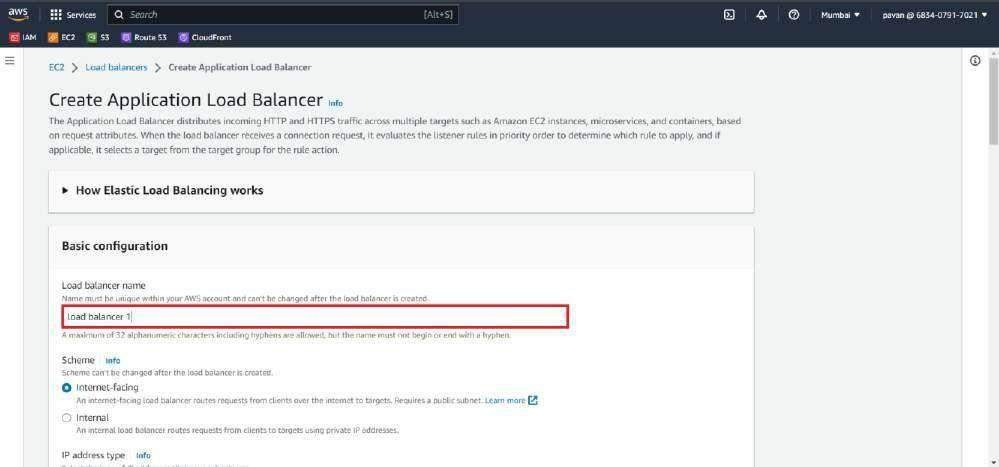 aws
Services
Search
[Alt+S]
Mumbai
pavan @ 6834-0791-7021
IAM
EC2
S3
Route 53
CloudFront
EC2
Load balancers
Create Application Load Balancer
Create Application Load Balancer Info
The Application Load Balancer distributes incoming HTTP and HTTPS traffic across multiple targets such as Amazon EC2 instances, microservices, and containers, based
on request attributes. When the load balancer receives a connection request, it evaluates the listener rules in priority order to determine which rule to apply, and if
applicable, it selects a target from the target group for the rule action.
How Elastic Load Balancing works
Basic configuration
Load balancer name
Name must be unique within your AWS account and can't be changed after the load balancer is created.
load balancer 1
A maximum of 32 alphanumeric characters including hyphens are allowed, but the name must not begin or end with a hyphen.
Scheme Info
Scheme can't be changed after the load balancer is created.
Internet-facing
An internet-facing load balancer routes requests from clients over the internet to targets. Requires a public subnet. Learn more
Internal
An internal load balancer routes requests from clients to targets using private IP addresses.
IP address type Info